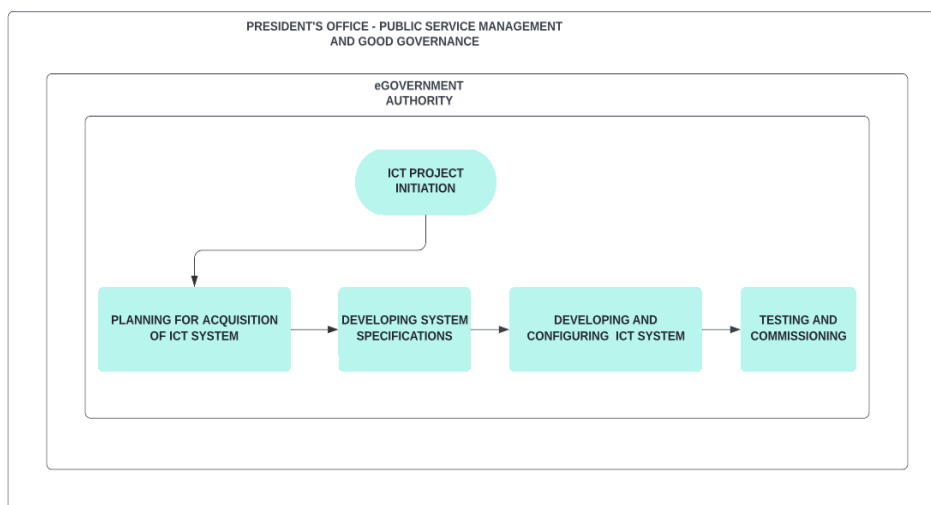 PRESIDENT'S OFFICE - PUBLIC SERVICE MANAGEMENT
AND GOOD GOVERNANCE
eGOVERNMENT
AUTHORITY
ICT PROJECT
INITIATION
PLANNING FOR ACQUISITION
OF ICT SYSTEM
DEVELOPING SYSTEM
SPECIFICATIONS
DEVELOPING AND
CONFIGURING ICT SYSTEM
TESTING AND
COMMISSIONING